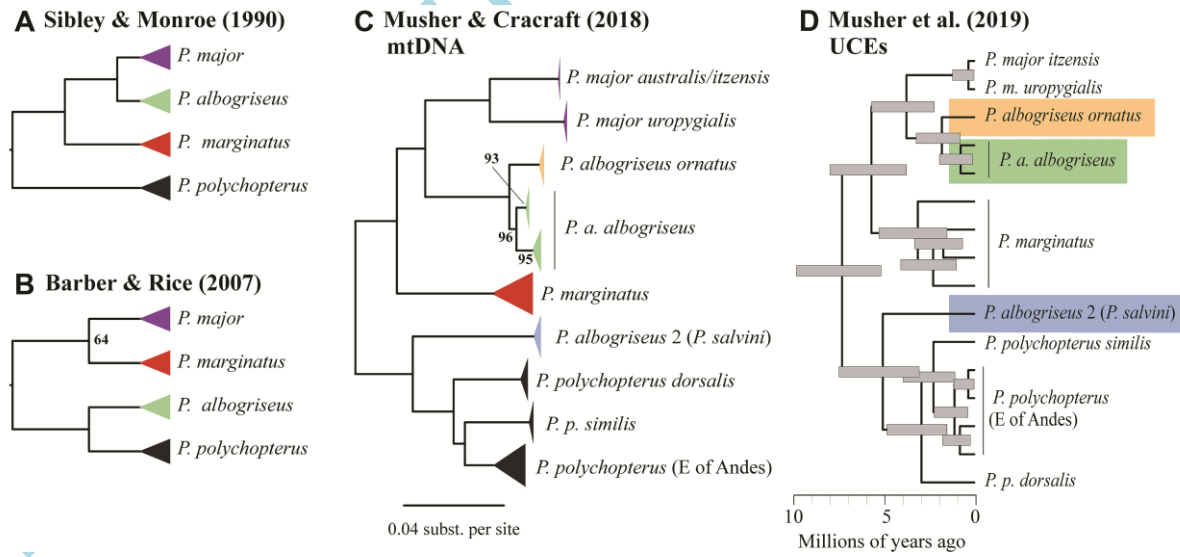 A Sibley & Monroe (1990)
P. major
P. albogriseus
P. marginatus
P. polychopterus
B Barber & Rice (2007)
P. major
64
P. marginatus
P. albogriseus
P. polychopterus
C Musher & Cracraft (2018)
mtDNA
P. major australis/itzensis
P. major uropygialis
93
P. albogriseus ornatus
P. a. albogriseus
96
95
P. marginatus
P. albogriseus 2 (P. salvini)
P. polychopterus dorsalis
P. p. similis
P. polychopterus (E of Andes)
0.04 subst. per site
D Musher et al. (2019)
UCEs
P. major itzensis
P. m. uropygialis
P. albogriseus ornatus
P. a. albogriseus
P. marginatus
P. albogriseus 2 (P. salvini)
P. polychopterus similis
P. polychopterus
(E of Andes)
P. p. dorsalis
10 5 0
Millions of years ago